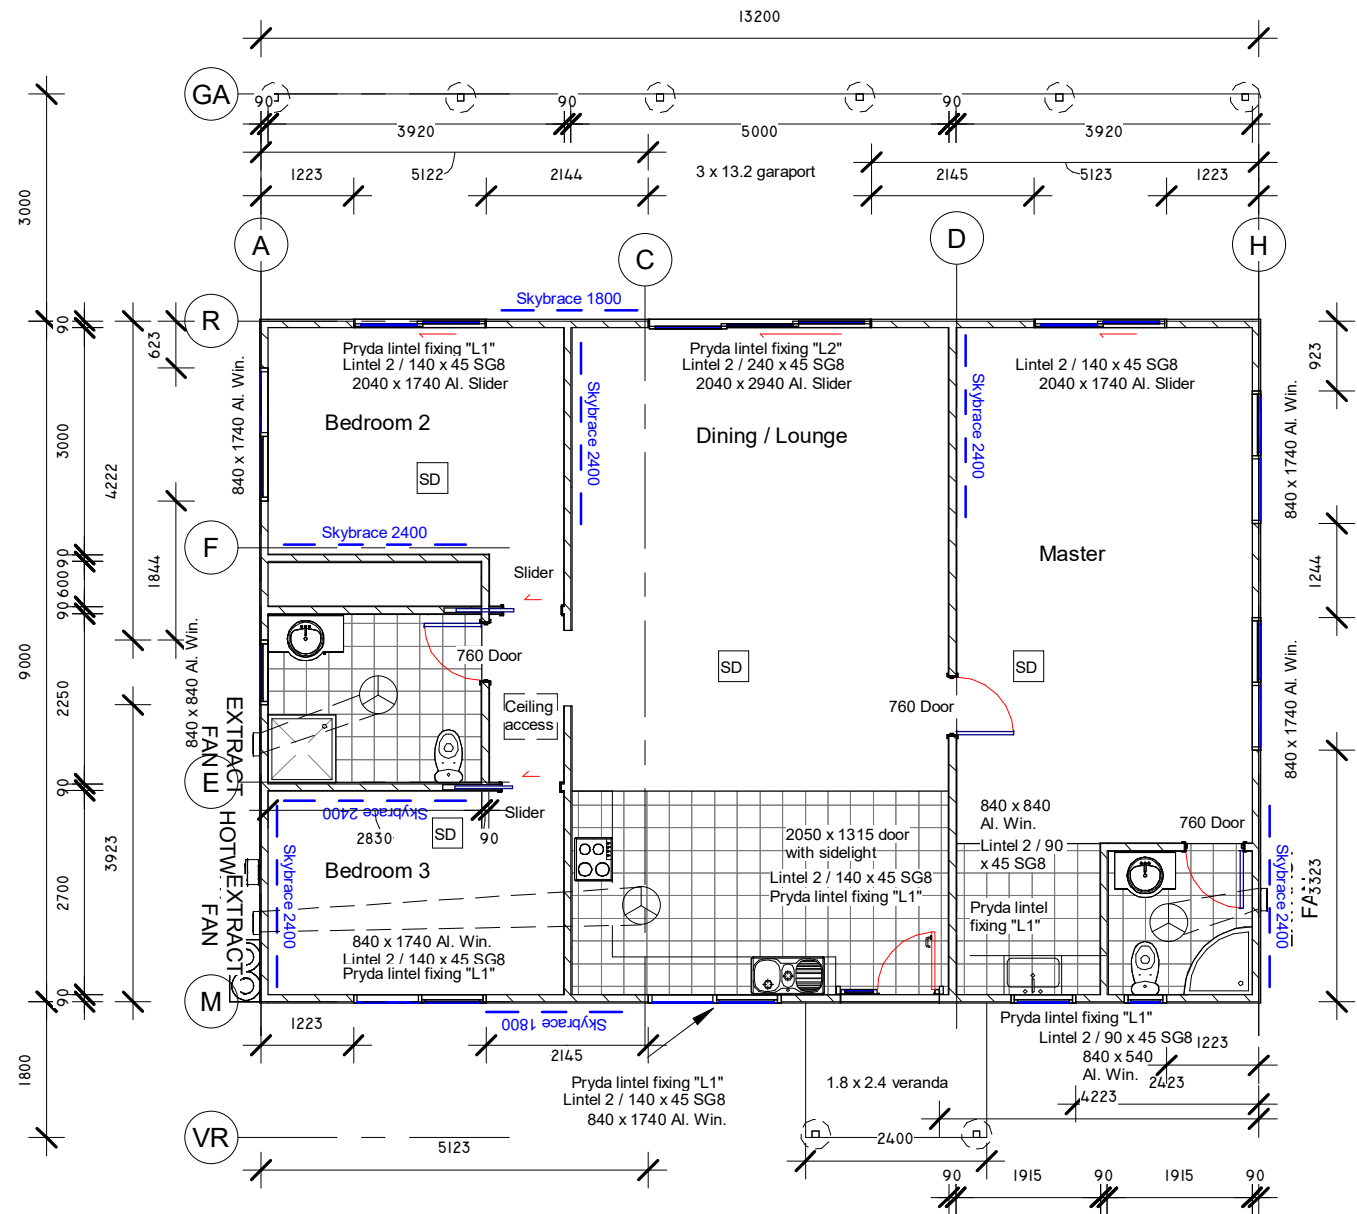 13200
GA
90
90
90
3920
5000
3920
3 x 13.2 garaport
1223
5122
2144
2145
5123
1223
3000
A
C
D
H
Skybrace 1800
R
90
623
923
Pryda lintel fixing "L1"
Lintel 2 / 140 x 45 SG8
2040 x 1740 Al. Slider
Pryda lintel fixing "L2"
Lintel 2 / 240 x 45 SG8
2040 x 2940 Al. Slider
Lintel 2 / 140 x 45 SG8
2040 x 1740 Al. Slider
840 x 1740 Al. Win.
Skybrace 2400
Skybrace 2400
840 x 1740 Al. Win.
Bedroom 2
Dining / Lounge
3000
4222
SD
Skybrace 2400
F
Master
90
600
90
1844
1244
Slider
9000
840 x 840 Al. Win.
760 Door
SD
SD
840 x 1740 Al. Win.
2250
EXTRACT
FAN
Ceiling
access
760 Door
E
90
Skybrace 2400
Slider
2830
90
SD
HOTW
3923
2700
Skybrace 2400
Bedroom 3
EXTRACT
FAN
2050 x 1315 door
with sidelight
Lintel 2 / 140 x 45 SG8
Pryda lintel fixing "L1"
840 x 840
Al. Win.
Lintel 2 / 90
x 45 SG8
760 Door
Skybrace 2400
FA
3323
Pryda lintel
fixing "L1"
840 x 1740 Al. Win.
Lintel 2 / 140 x 45 SG8
Pryda lintel fixing "L1"
90
M
Skybrace 1800
1223
2145
Pryda lintel fixing "L1"
Lintel 2 / 90 x 45 SG8
840 x 540
Al. Win.
1223
2423
4223
1800
Pryda lintel fixing "L1"
Lintel 2 / 140 x 45 SG8
840 x 1740 Al. Win.
1.8 x 2.4 veranda
VR
5123
2400
90
1915
90
1915
90